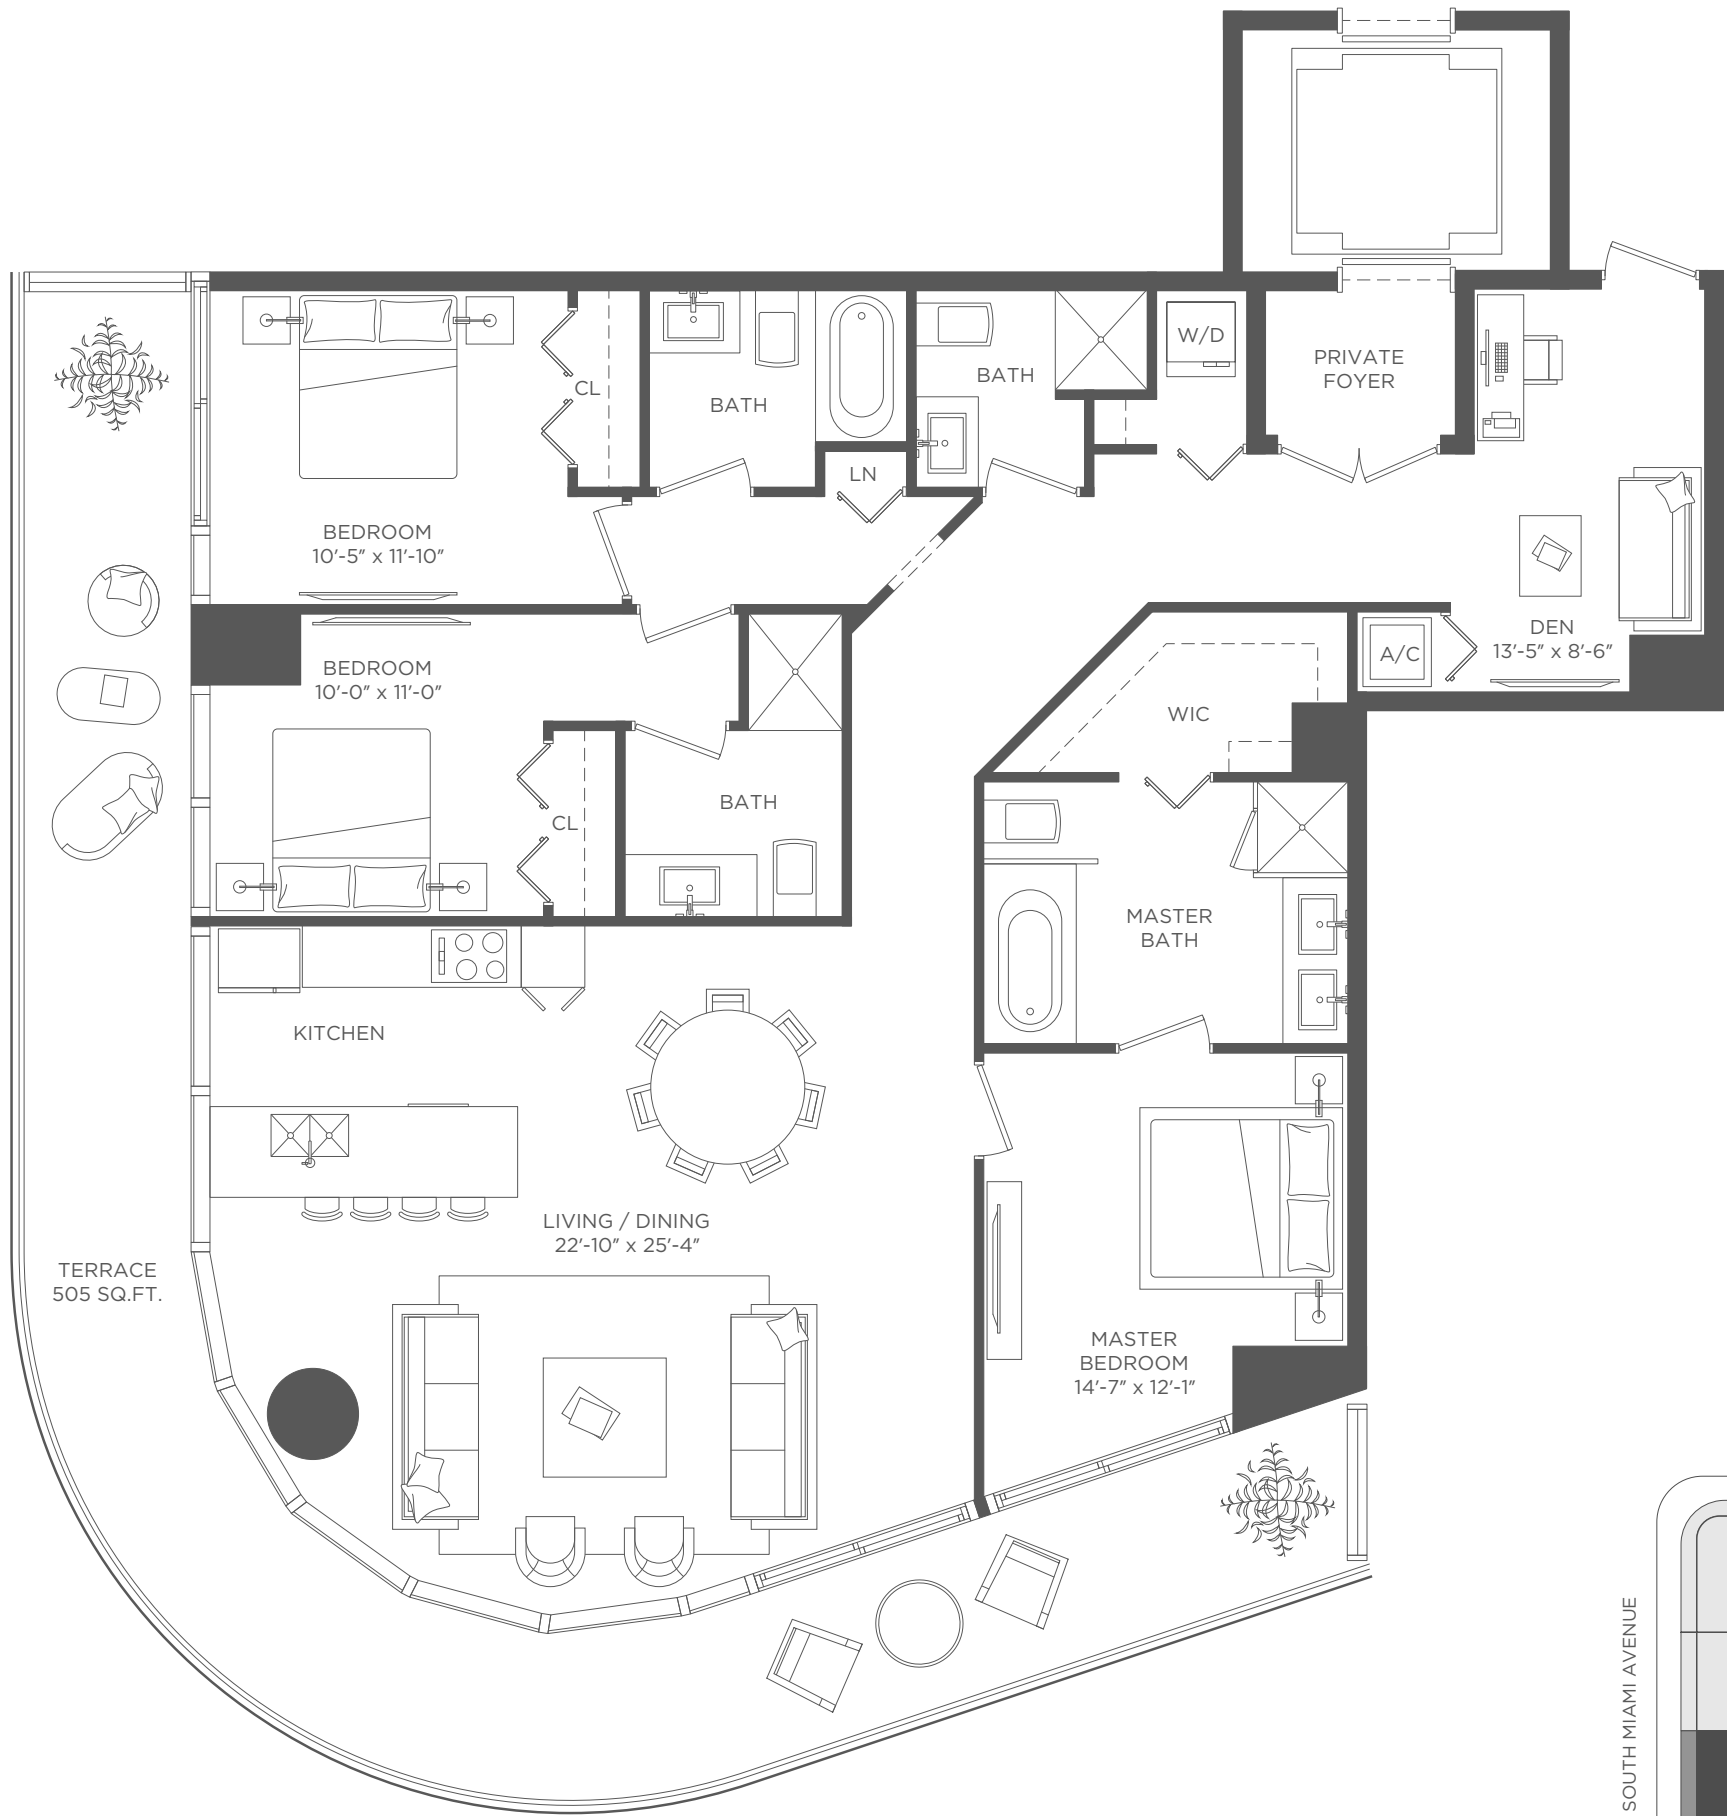 W/D
PRIVATE
FOYER
BATH
CL
BATH
LN
BEDROOM
10'-5" x 11'-10"
DEN
13'-5" x 8'-6"
A/C
BEDROOM
10'-0" x 11'-0"
WIC
BATH
CL
MASTER
BATH
KITCHEN
LIVING / DINING
22'-10" x 25'-4"
TERRACE
505 SQ.FT.
MASTER
BEDROOM
14'-7" x 12'-1"
SOUTH MIAMI AVENUE